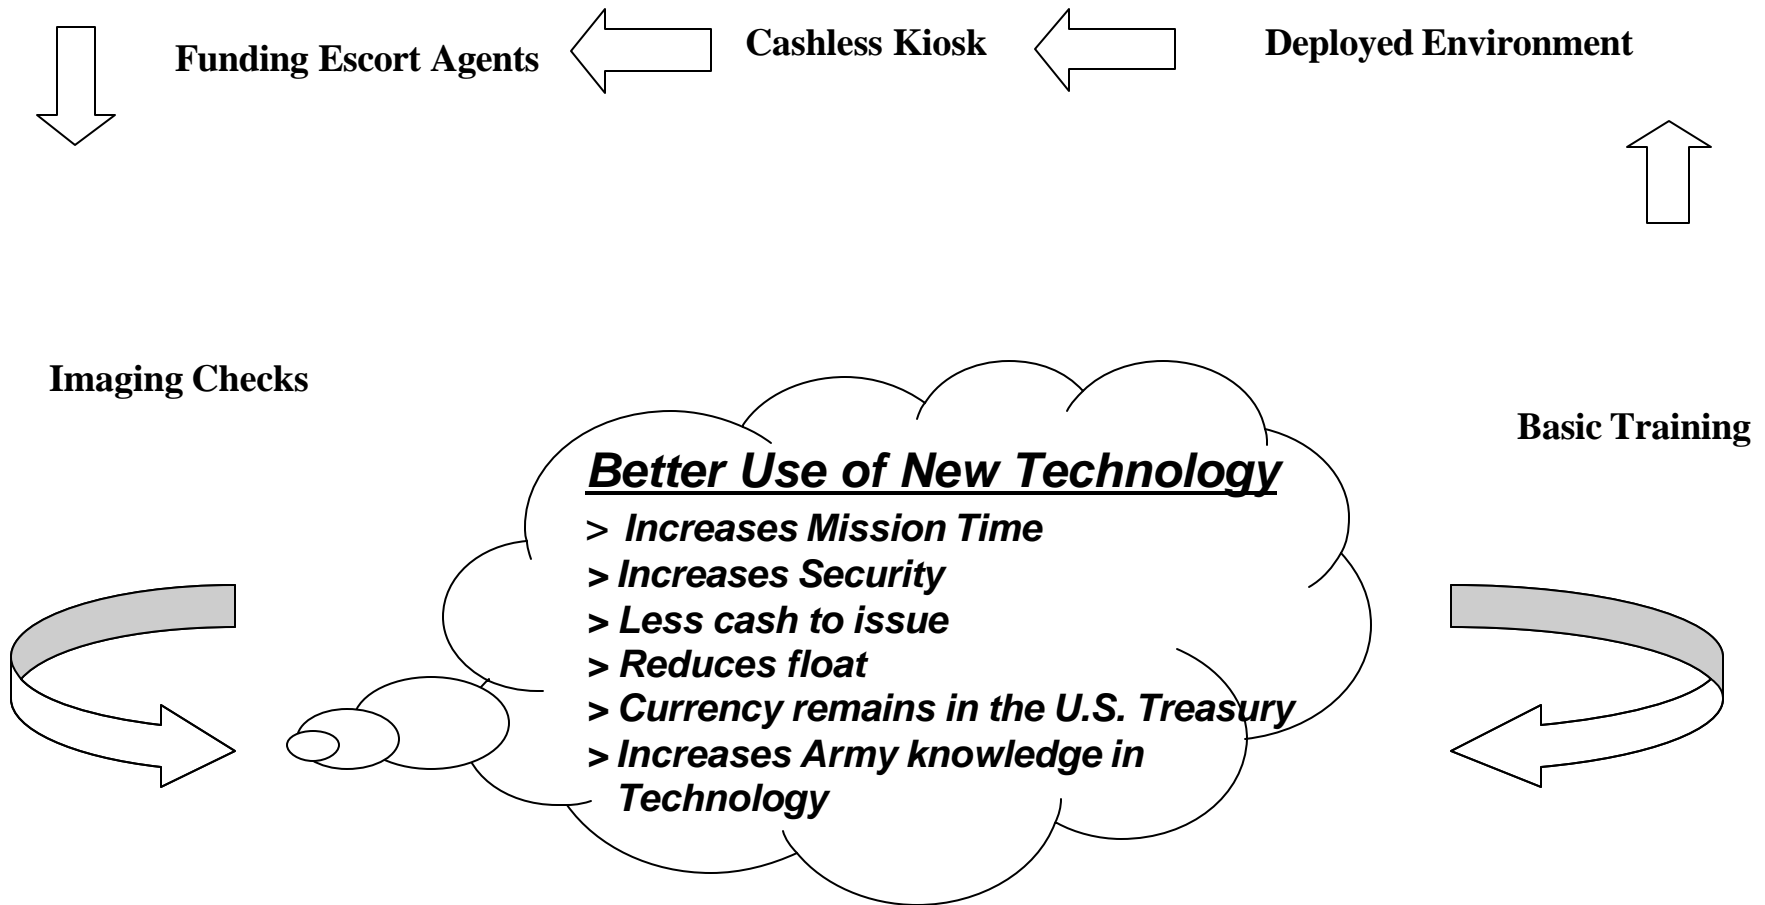 Funding Escort Agents
Cashless Kiosk
Deployed Environment
Imaging Checks
Basic Training
Better Use of New Technology
> Increases Mission Time
> Increases Security
> Less cash to issue
> Reduces float
> Currency remains in the U.S. Treasury
> Increases Army knowledge in
Technology